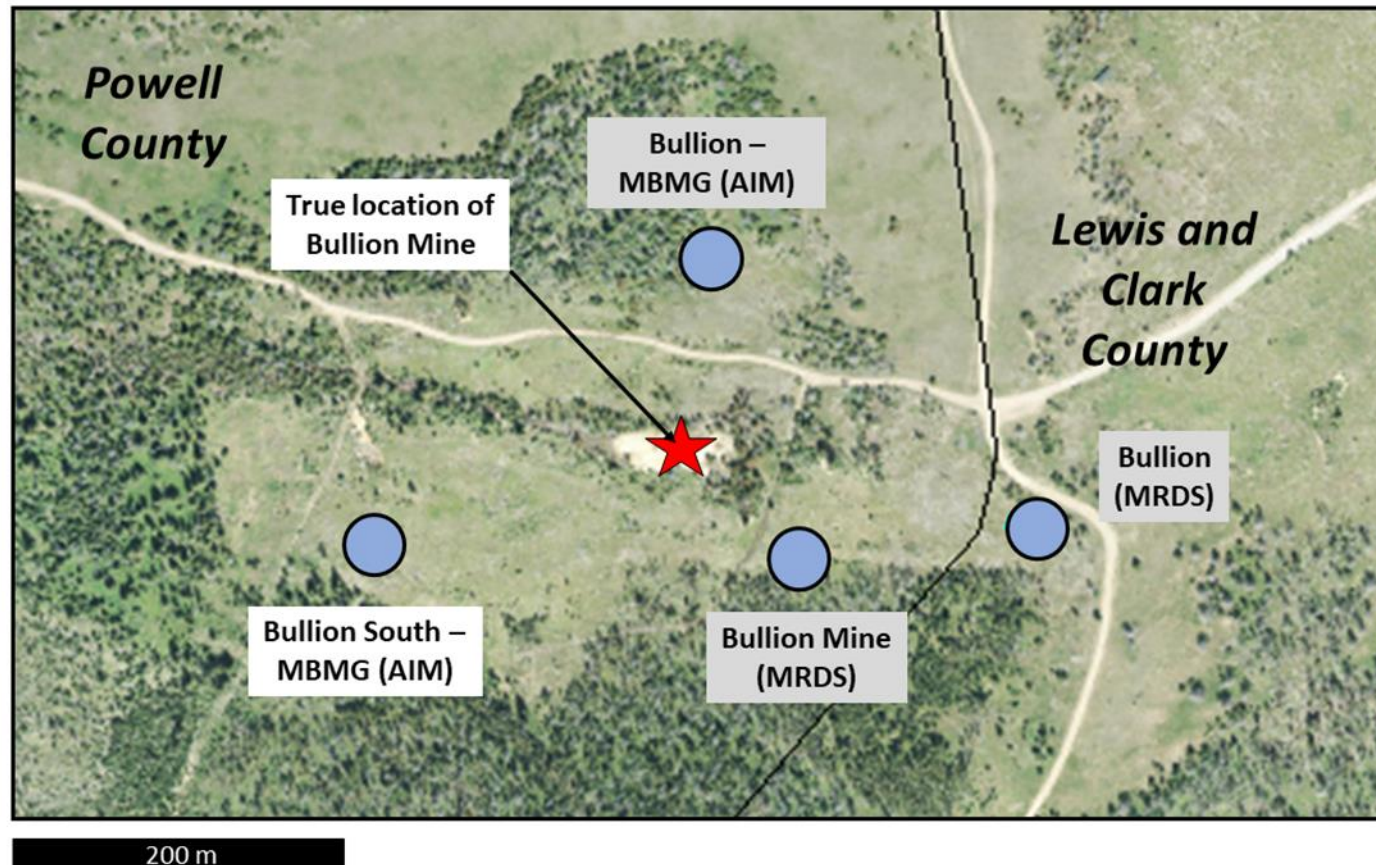 Powell
County
Bullion –
MBMG (AIM)
True location of
Bullion Mine
Lewis and
Clark
County
Bullion
(MRDS)
Bullion South –
MBMG (AIM)
Bullion Mine
(MRDS)
200 m